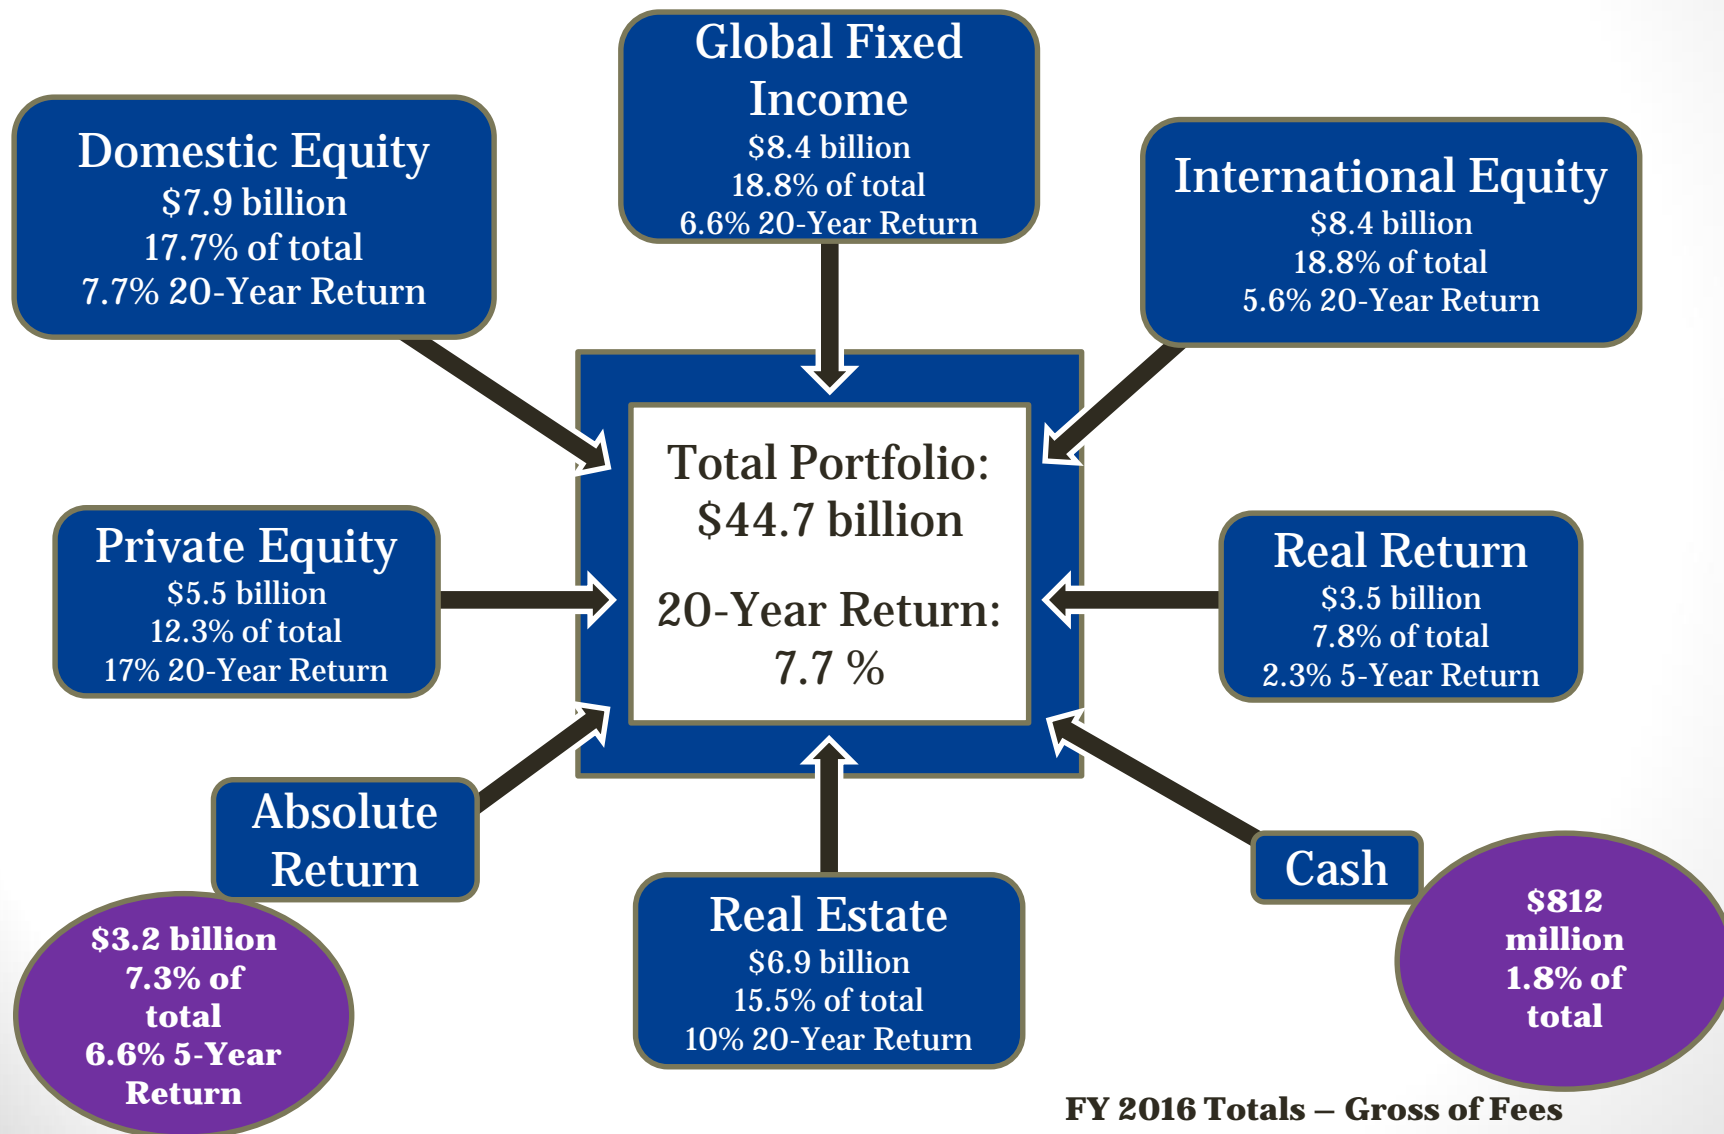 Global Fixed
Income
$8.4 billion
18.8% of total
6.6% 20-Year Return
Domestic Equity
$7.9 billion
17.7% of total
7.7% 20-Year Return
International Equity
$8.4 billion
18.8% of total
5.6% 20-Year Return
Total Portfolio:
$44.7 billion
20-Year Return:
7.7 %
Private Equity
$5.5 billion
12.3% of total
17% 20-Year Return
Real Return
$3.5 billion
7.8% of total
2.3% 5-Year Return
Absolute
Return
$3.2 billion
7.3% of
total
6.6% 5-Year
Return
Real Estate
$6.9 billion
15.5% of total
10% 20-Year Return
Cash
$812
million
1.8% of
total
FY 2016 Totals – Gross of Fees